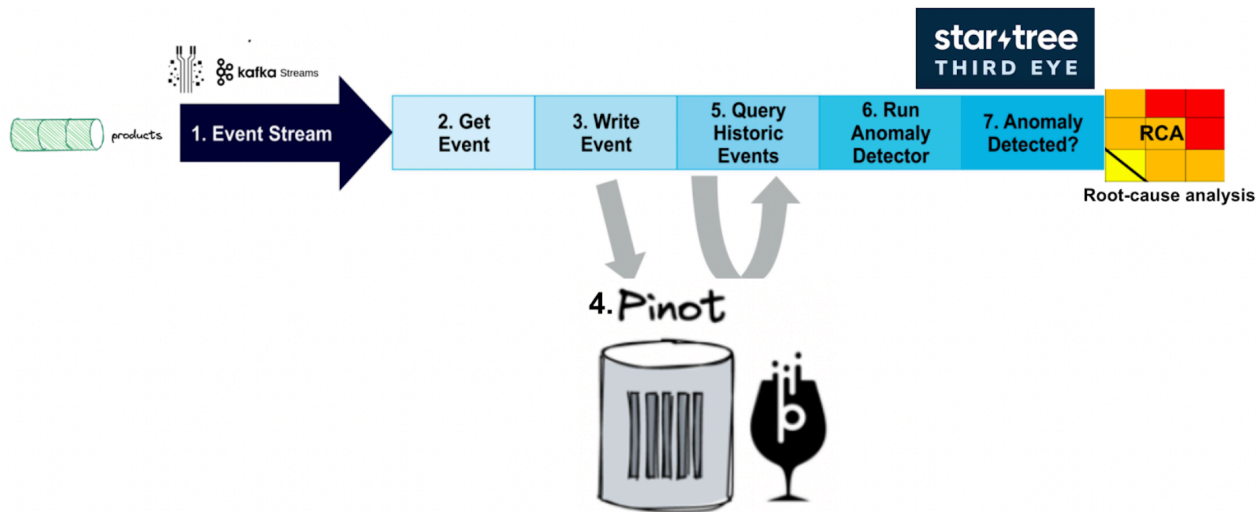 star tree
THIRD EYE
kafka Streams
products
1. Event Stream
2. Get
Event
3. Write
Event
5. Query
Historic
Events
6. Run
Anomaly
Detector
7. Anomaly
Detected?
RCA
Root-cause analysis
4. Pinot